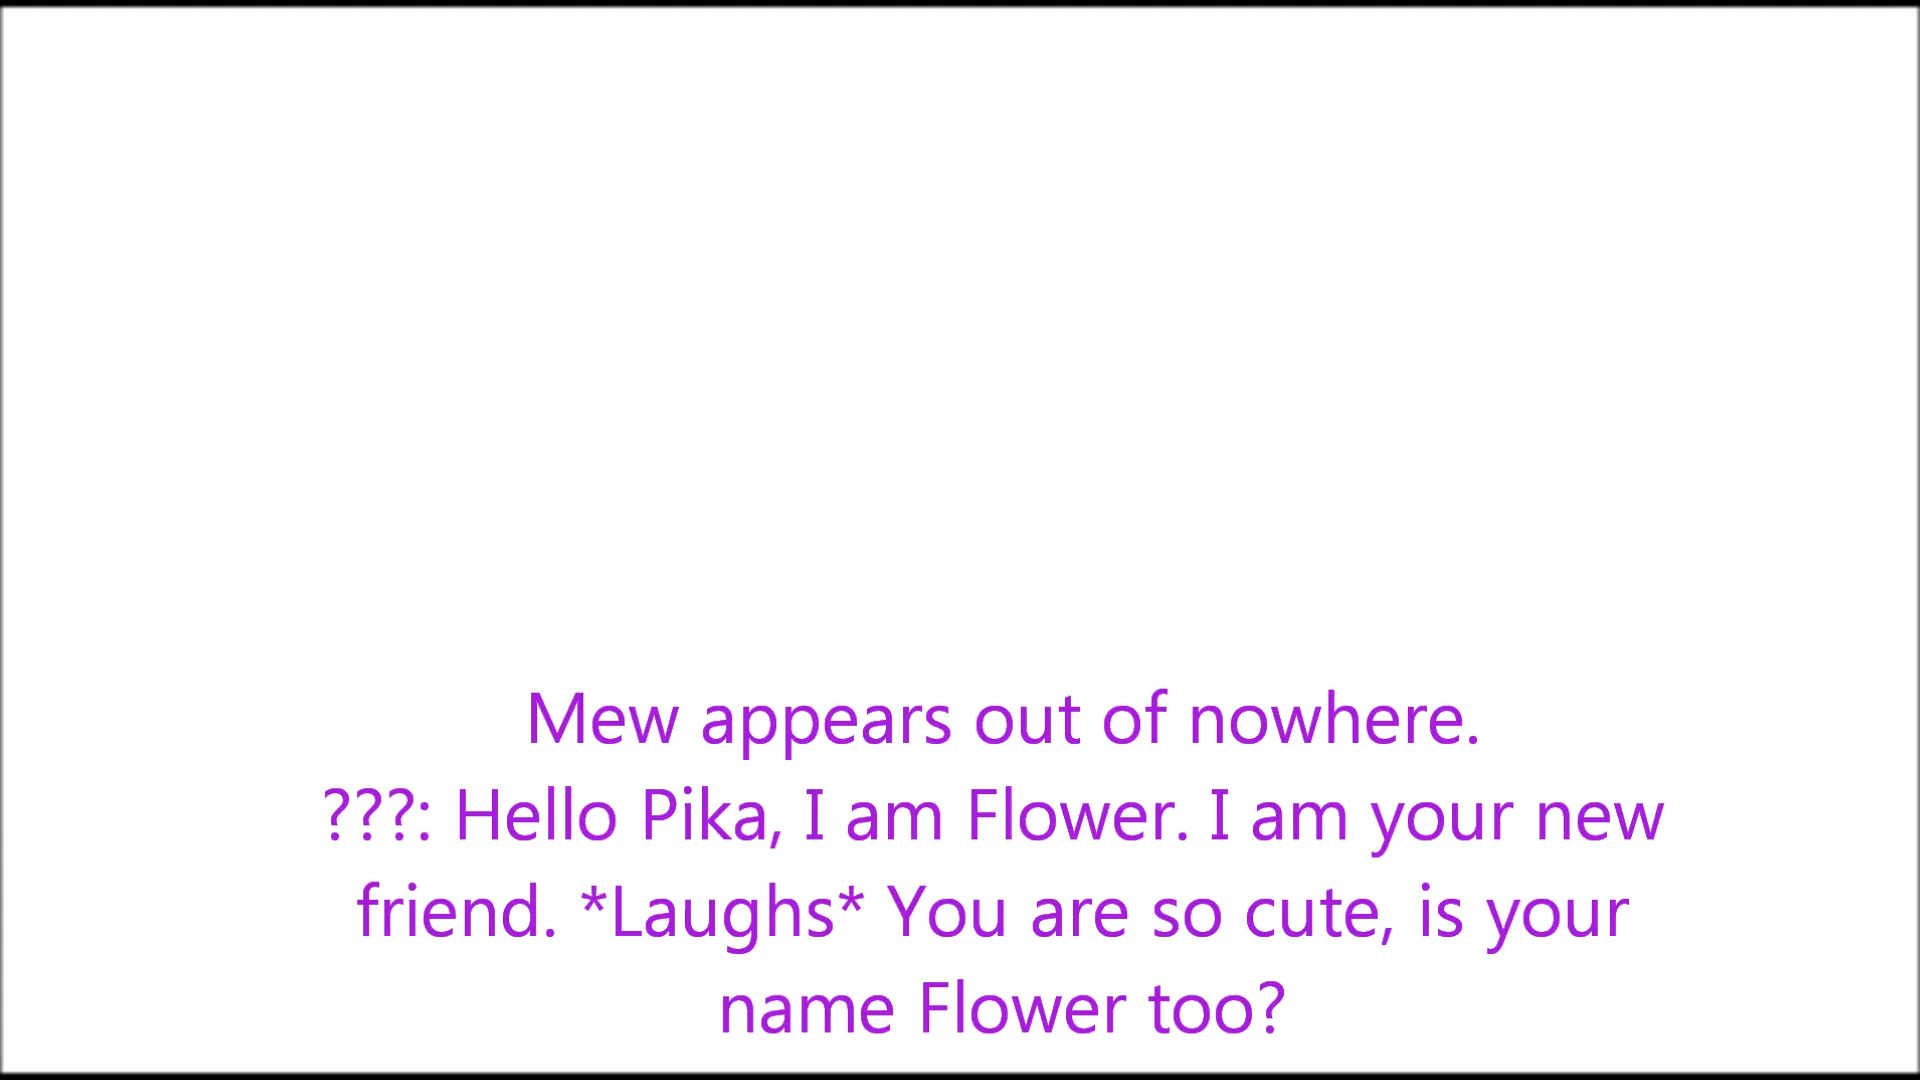 Mew appears out of nowhere.
???: Hello Pika, I am Flower. I am your new
friend. *Laughs* You are so cute, is your
name Flower too?